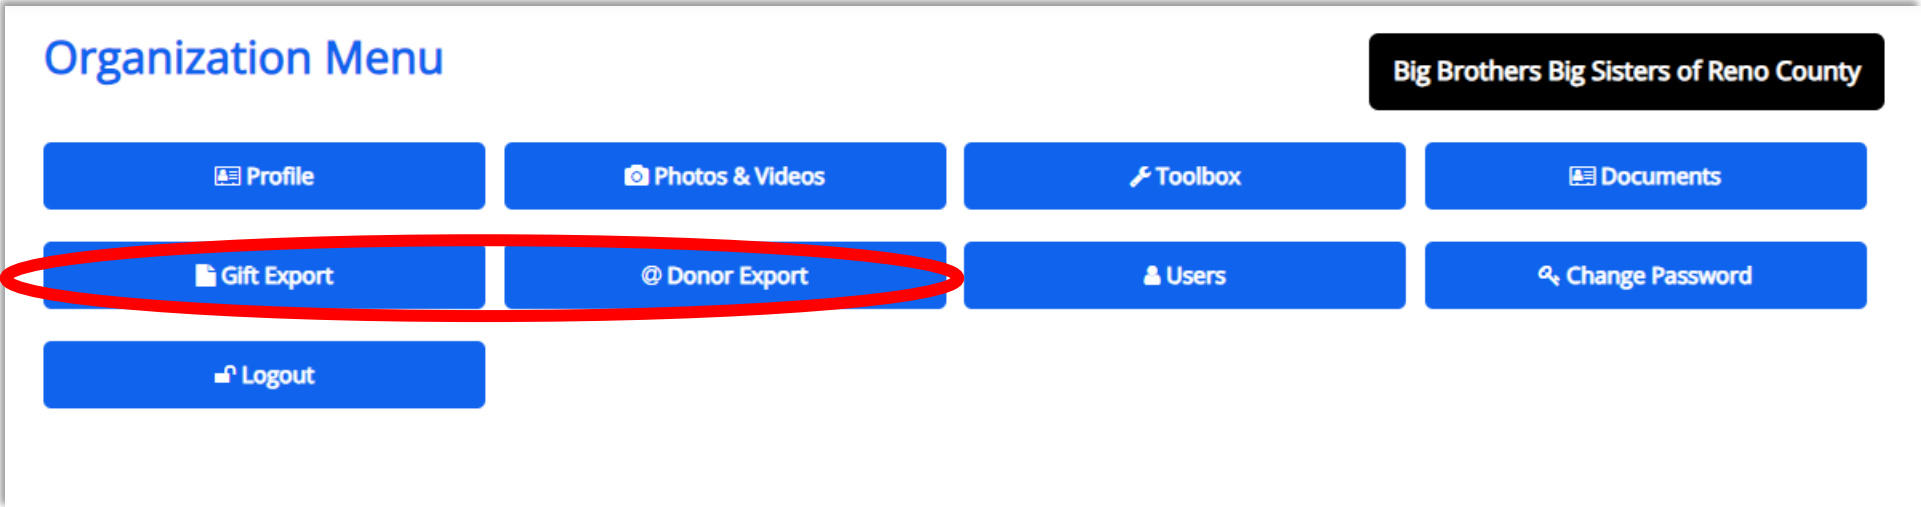 Organization Menu
Big Brothers Big Sisters of Reno County
Profile
Photos & Videos
Toolbox
Documents
Gift Export
@ Donor Export
Users
Change Password
Logout